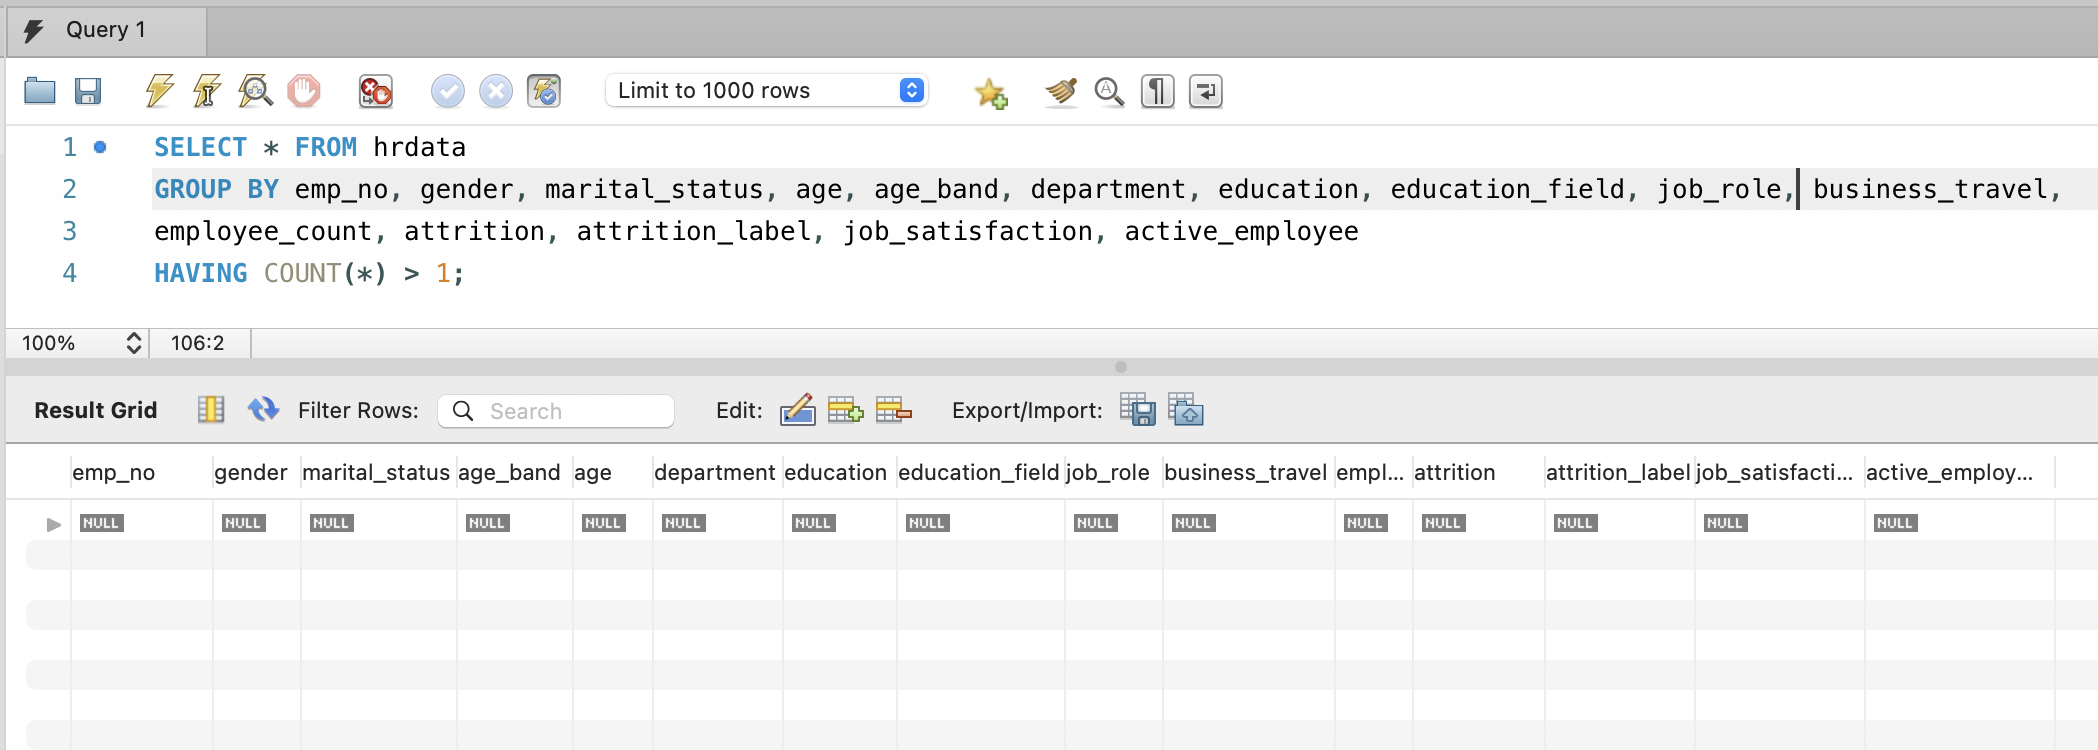 Query 1
Limit to 1000 rows
1 SELECT * FROM hrdata
2 GROUP BY emp_no, gender, marital_status, age, age_band, department, education, education_field, job_role, business_travel,
3 employee_count, attrition, attrition_label, job_satisfaction, active_employee
4 HAVING COUNT(*) > 1;
100% 106:2
Result Grid Filter Rows: Search Edit: Export/Import:
emp_no gender marital_status age_band age department education education_field job_role business_travel empl... attrition attrition_label job_satisfacti... active_employ...
NULL NULL NULL NULL NULL NULL NULL NULL NULL NULL NULL NULL NULL NULL NULL